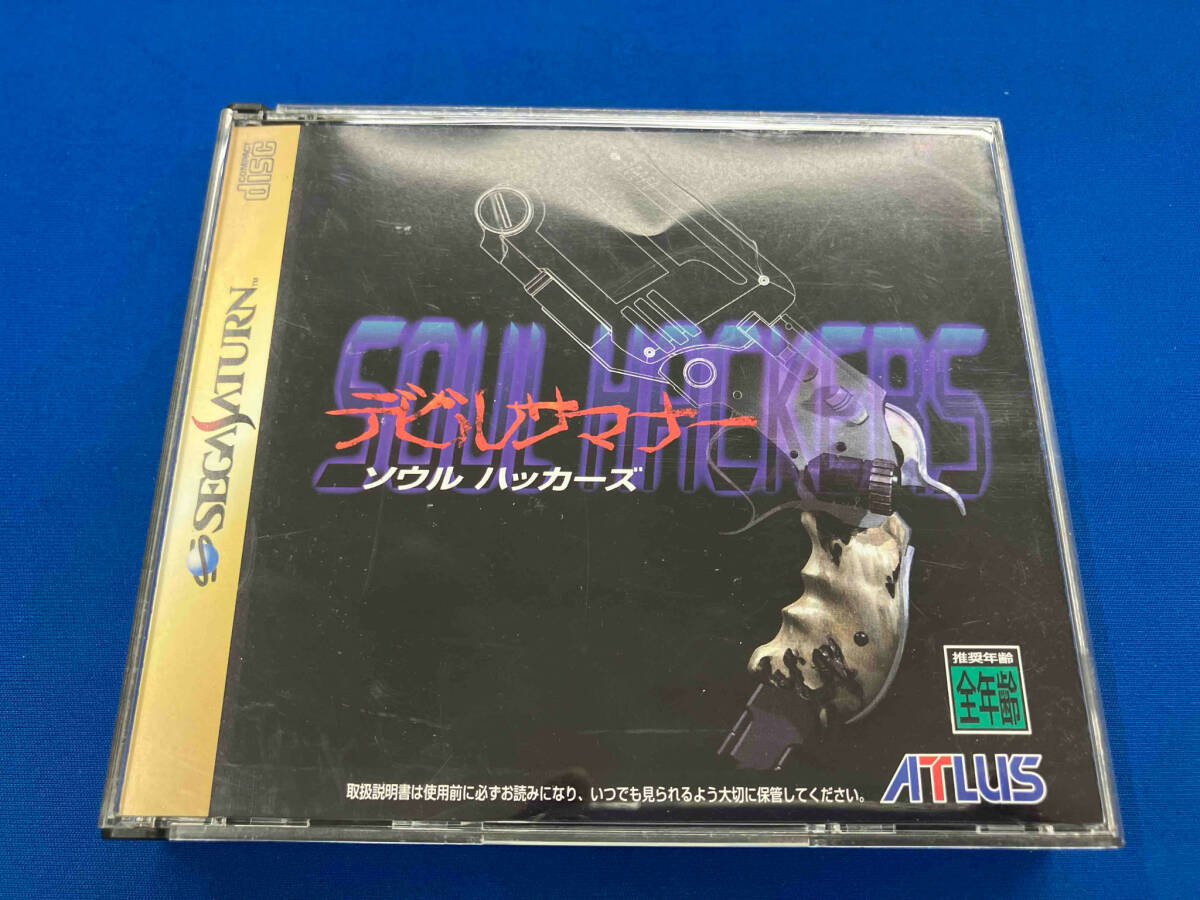 COMPACT
disc
SEGA SATURN™
SOUL HACKERS
デビルサマナー
ソウル ハッカーズ
推奨年齢
全年齢
ATLUS
取扱説明書は使用前に必ずお読みになり、いつでも見られるよう大切に保管してください。